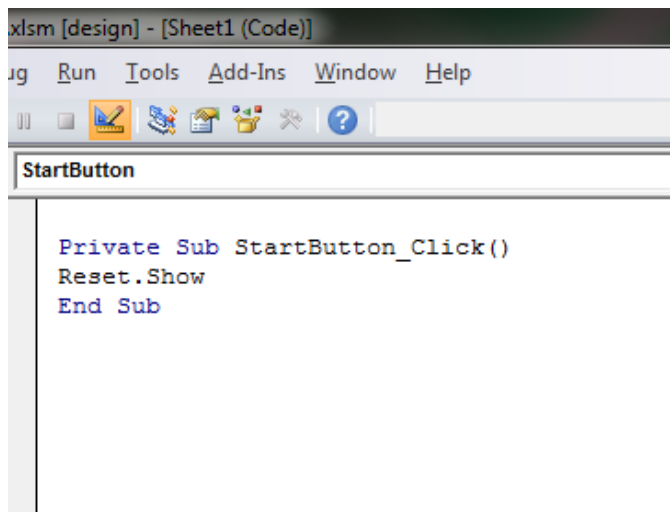 .xlsm [design] - [Sheet1 (Code)]
ug Run Tools Add-Ins Window Help
StartButton
Private Sub StartButton_Click()
Reset.Show
End Sub